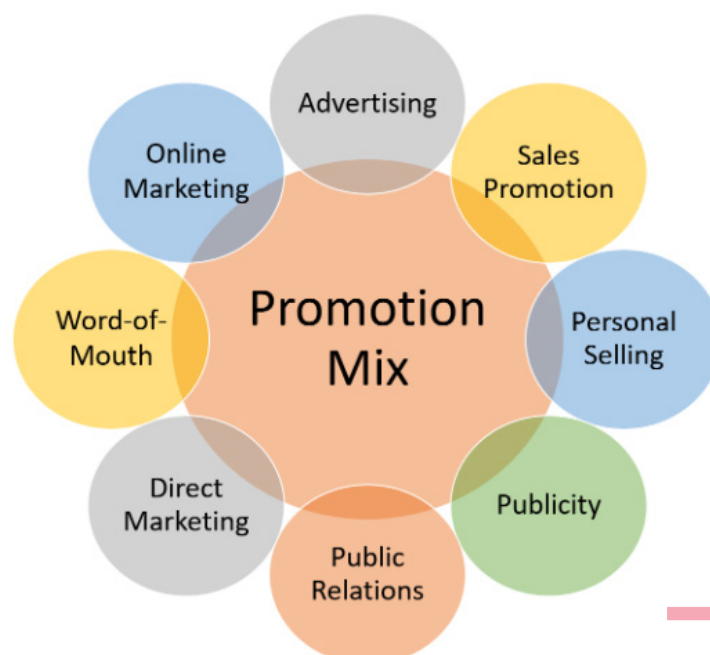 Promotion
Mix
Advertising
Sales
Promotion
Personal
Selling
Publicity
Public
Relations
Direct
Marketing
Word-of-
Mouth
Online
Marketing